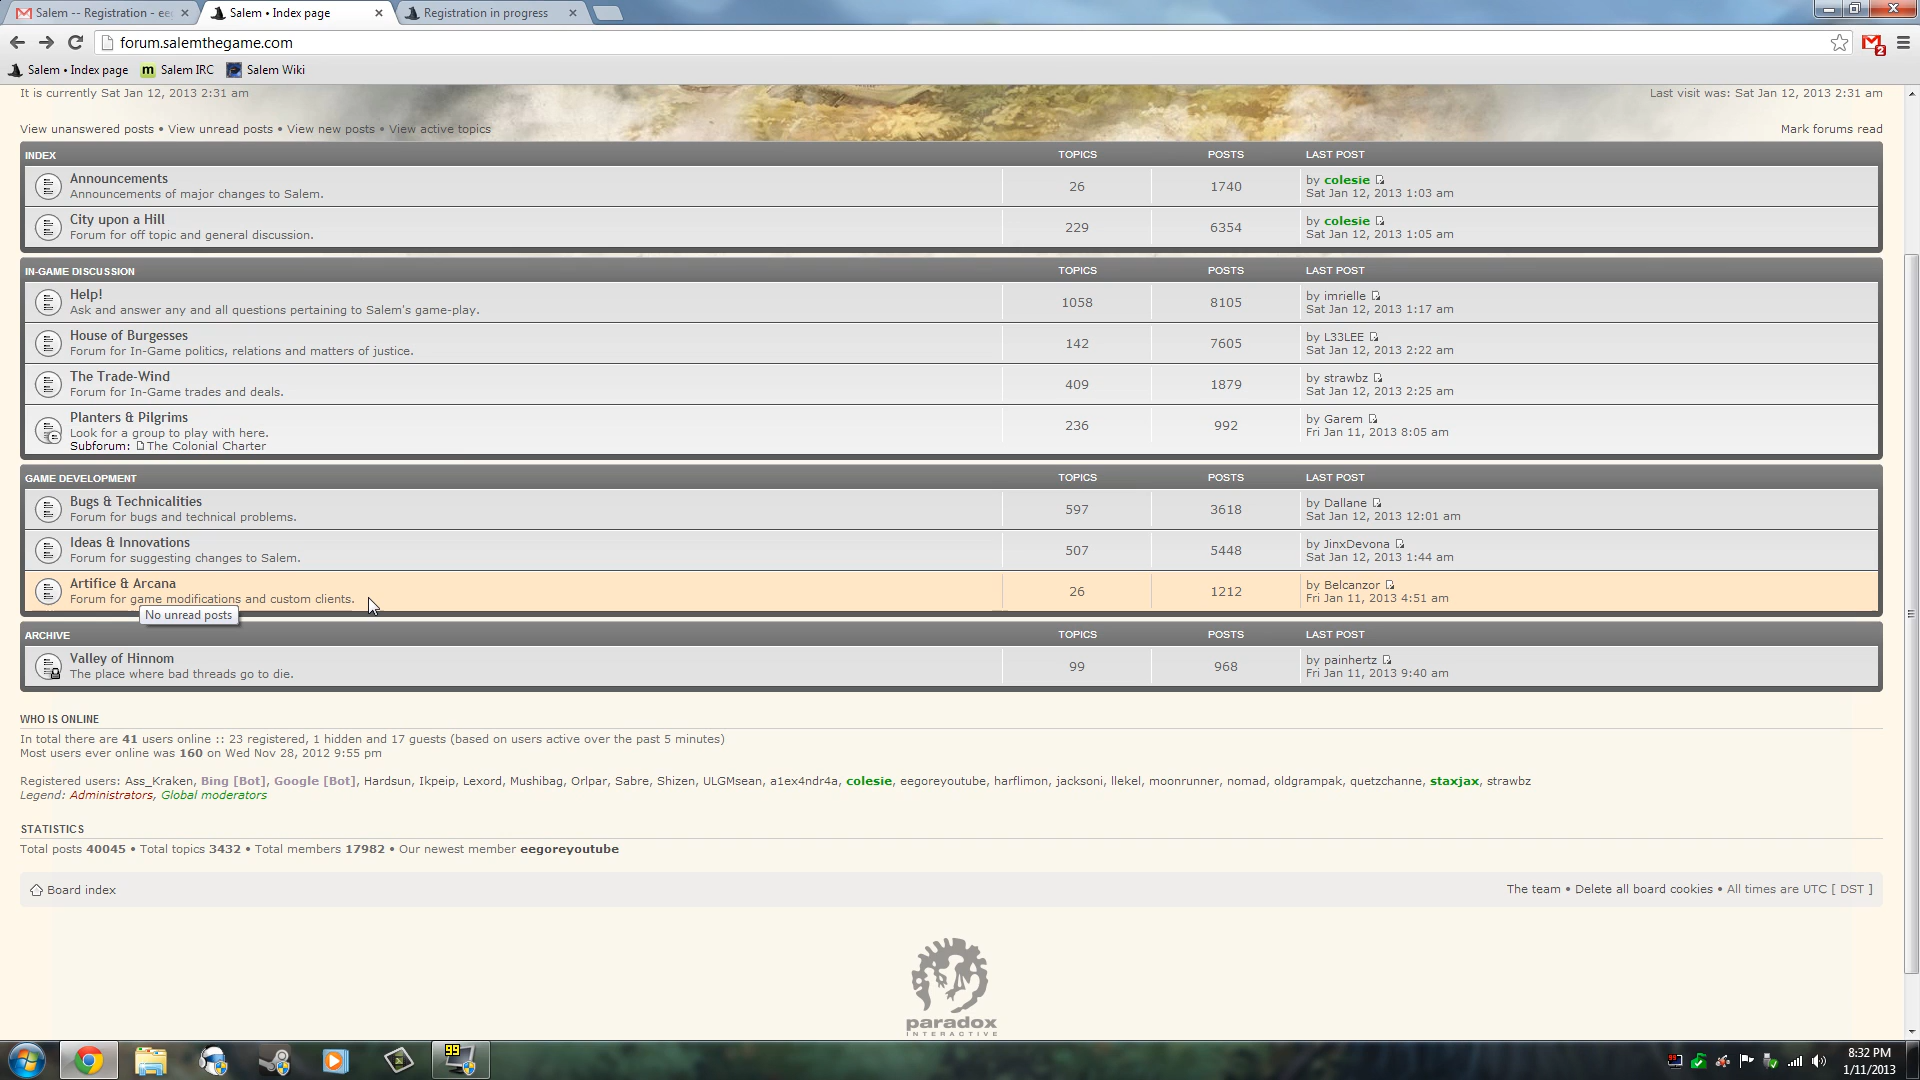 Salem -- Registration - ee
Salem • Index page
Registration in progress
forum.salemthegame.com
2
Salem • Index page
m Salem IRC
Salem Wiki
It is currently Sat Jan 12, 2013 2:31 am
Last visit was: Sat Jan 12, 2013 2:31 am
View unanswered posts • View unread posts • View new posts • View active topics
Mark forums read
INDEX TOPICS POSTS LAST POST
Announcements
Announcements of major changes to Salem.
26 1740
by colesie
Sat Jan 12, 2013 1:03 am
City upon a Hill
Forum for off topic and general discussion.
229 6354
by colesie
Sat Jan 12, 2013 1:05 am
IN-GAME DISCUSSION TOPICS POSTS LAST POST
Help!
Ask and answer any and all questions pertaining to Salem's game-play.
1058 8105
by imrielle
Sat Jan 12, 2013 1:17 am
House of Burgesses
Forum for In-Game politics, relations and matters of justice.
142 7605
by L33LEE
Sat Jan 12, 2013 2:22 am
The Trade-Wind
Forum for In-Game trades and deals.
409 1879
by strawbz
Sat Jan 12, 2013 2:25 am
Planters & Pilgrims
Look for a group to play with here.
Subforum: The Colonial Charter
236 992
by Garem
Fri Jan 11, 2013 8:05 am
GAME DEVELOPMENT TOPICS POSTS LAST POST
Bugs & Technicalities
Forum for bugs and technical problems.
597 3618
by Dallane
Sat Jan 12, 2013 12:01 am
Ideas & Innovations
Forum for suggesting changes to Salem.
507 5448
by JinxDevona
Sat Jan 12, 2013 1:44 am
Artifice & Arcana
Forum for game modifications and custom clients.
26 1212
by Belcanzor
Fri Jan 11, 2013 4:51 am
No unread posts
ARCHIVE TOPICS POSTS LAST POST
Valley of Hinnom
The place where bad threads go to die.
99 968
by painhertz
Fri Jan 11, 2013 9:40 am
WHO IS ONLINE
In total there are 41 users online :: 23 registered, 1 hidden and 17 guests (based on users active over the past 5 minutes)
Most users ever online was 160 on Wed Nov 28, 2012 9:55 pm
Registered users: Ass_Kraken, Bing [Bot], Google [Bot], Hardsun, Ikpeip, Lexord, Mushibag, Orlpar, Sabre, Shizen, ULGMsean, a1ex4ndr4a, colesie, eegoreyoutube, harflimon, jacksoni, llekel, moonrunner, nomad, oldgrampak, quetzchanne, staxjax, strawbz
Legend: Administrators, Global moderators
STATISTICS
Total posts 40045 • Total topics 3432 • Total members 17982 • Our newest member eegoreyoutube
Board index
The team • Delete all board cookies • All times are UTC [ DST ]
paradox
INTERACTIVE
99
8:32 PM
1/11/2013